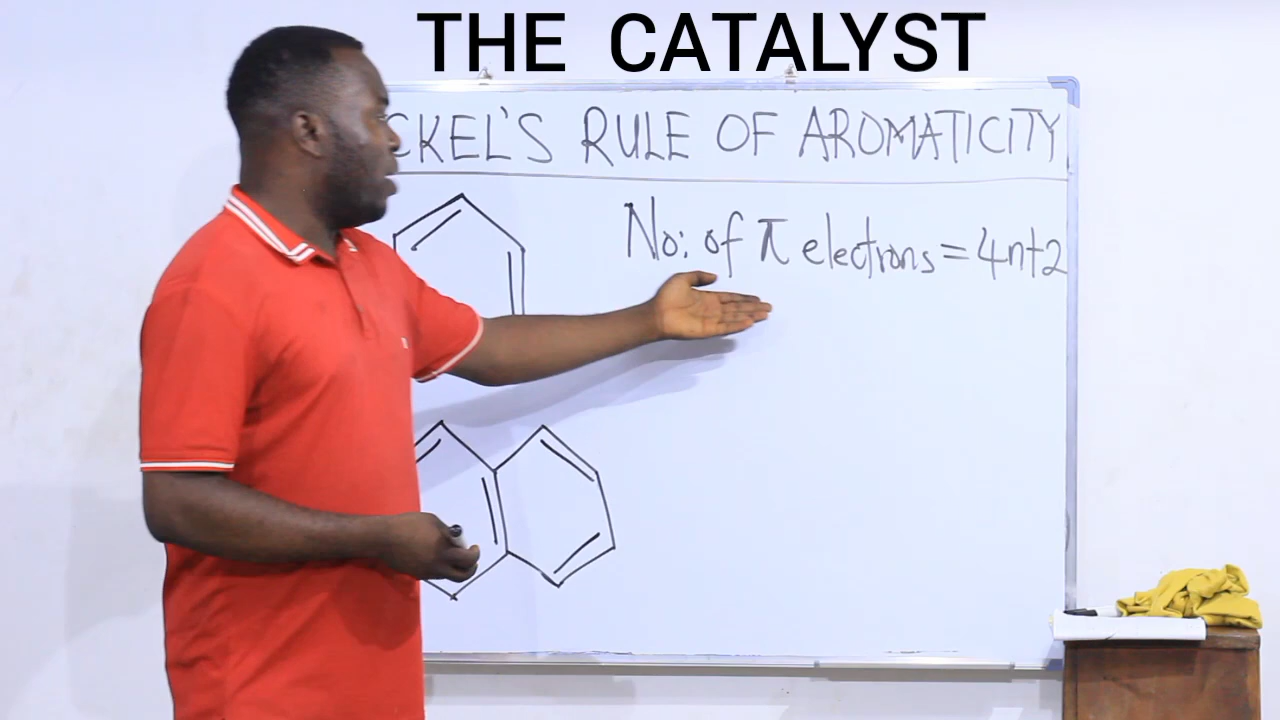 THE CATALYST
CKEL'S RULE OF AROMATICITY
No: of π electrons = 4n+2